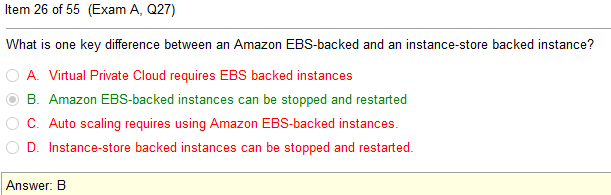 Item 26 of 55 (Exam A, Q27)
What is one key difference between an Amazon EBS-backed and an instance-store backed instance?
A. Virtual Private Cloud requires EBS backed instances
B. Amazon EBS-backed instances can be stopped and restarted
C. Auto scaling requires using Amazon EBS-backed instances.
D. Instance-store backed instances can be stopped and restarted.
Answer: B